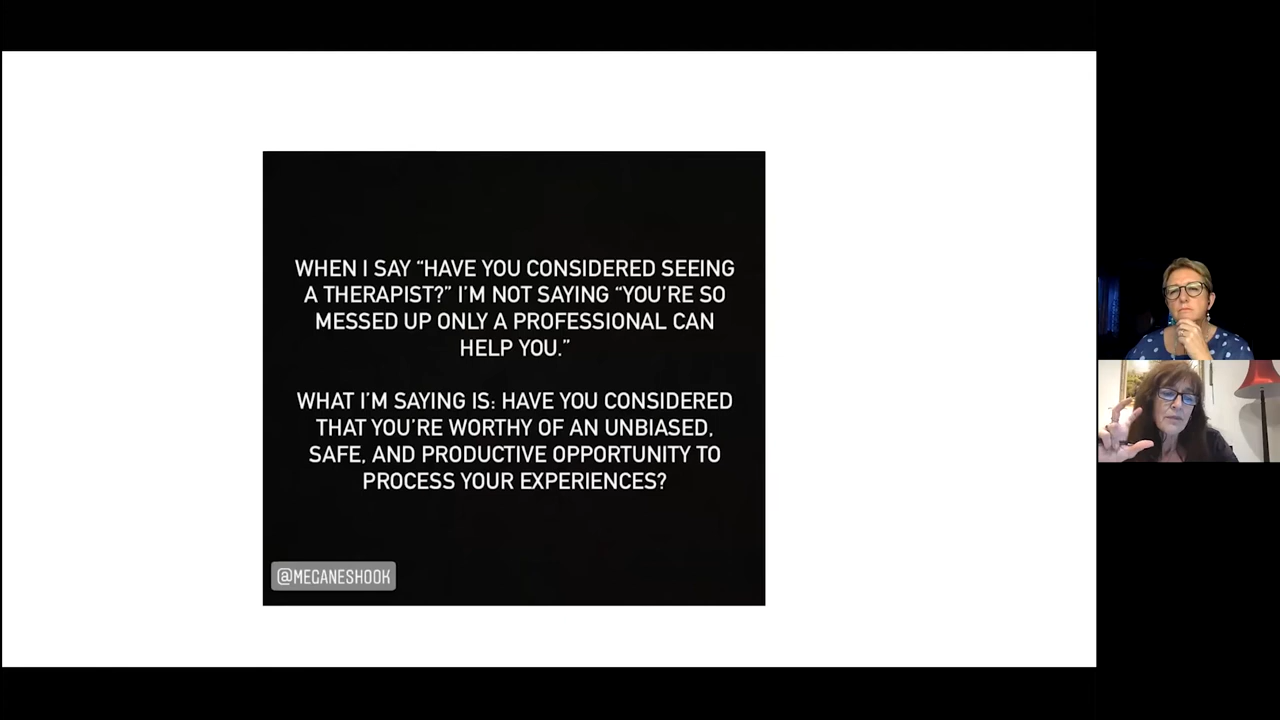 WHEN I SAY “HAVE YOU CONSIDERED SEEING
A THERAPIST?” I’M NOT SAYING “YOU’RE SO
MESSED UP ONLY A PROFESSIONAL CAN
HELP YOU.”
WHAT I’M SAYING IS: HAVE YOU CONSIDERED
THAT YOU’RE WORTHY OF AN UNBIASED,
SAFE, AND PRODUCTIVE OPPORTUNITY TO
PROCESS YOUR EXPERIENCES?
@MEGANESHOOK